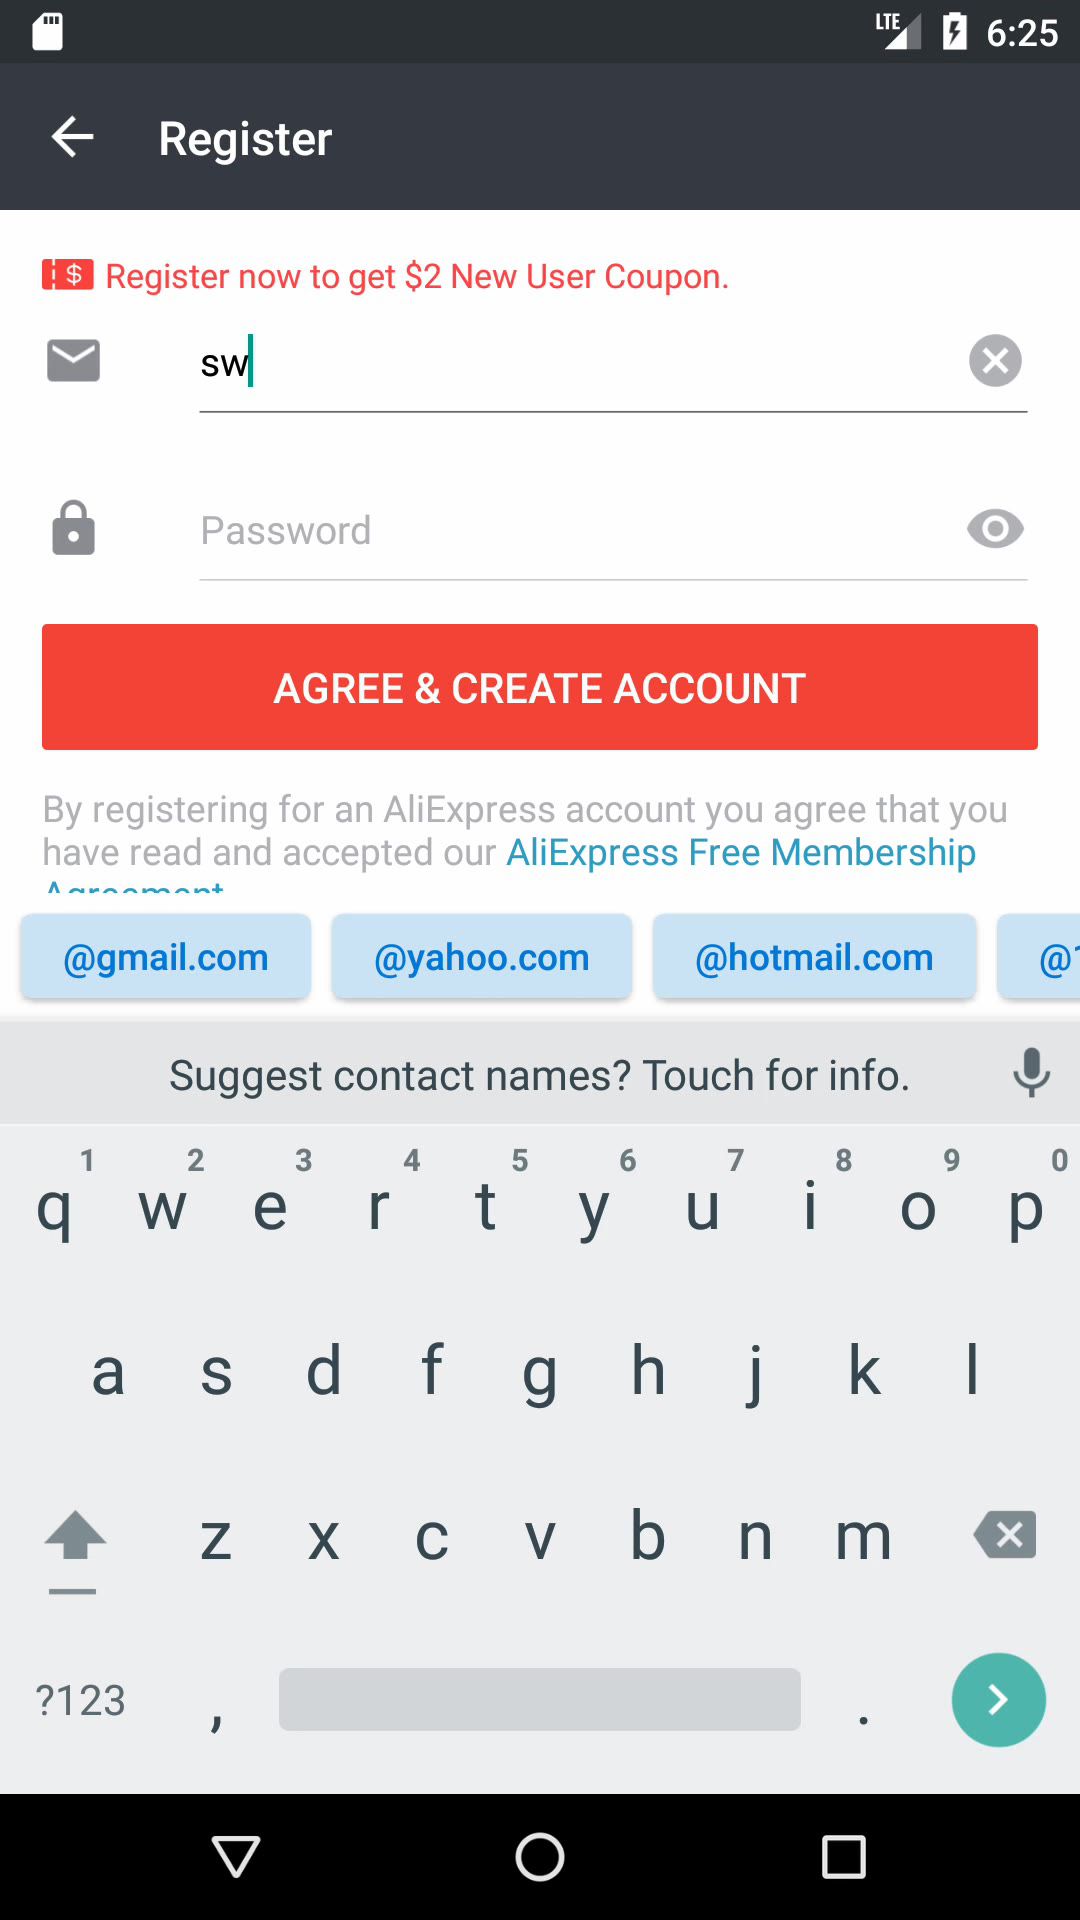 LTE 6:25
Register
$ Register now to get $2 New User Coupon.
sw
Password
AGREE & CREATE ACCOUNT
By registering for an AliExpress account you agree that you
have read and accepted our AliExpress Free Membership
Agreement
@gmail.com @yahoo.com @hotmail.com @1
Suggest contact names? Touch for info.
1 2 3 4 5 6 7 8 9 0
q w e r t y u i o p
a s d f g h j k l
z x c v b n m
?123 , .